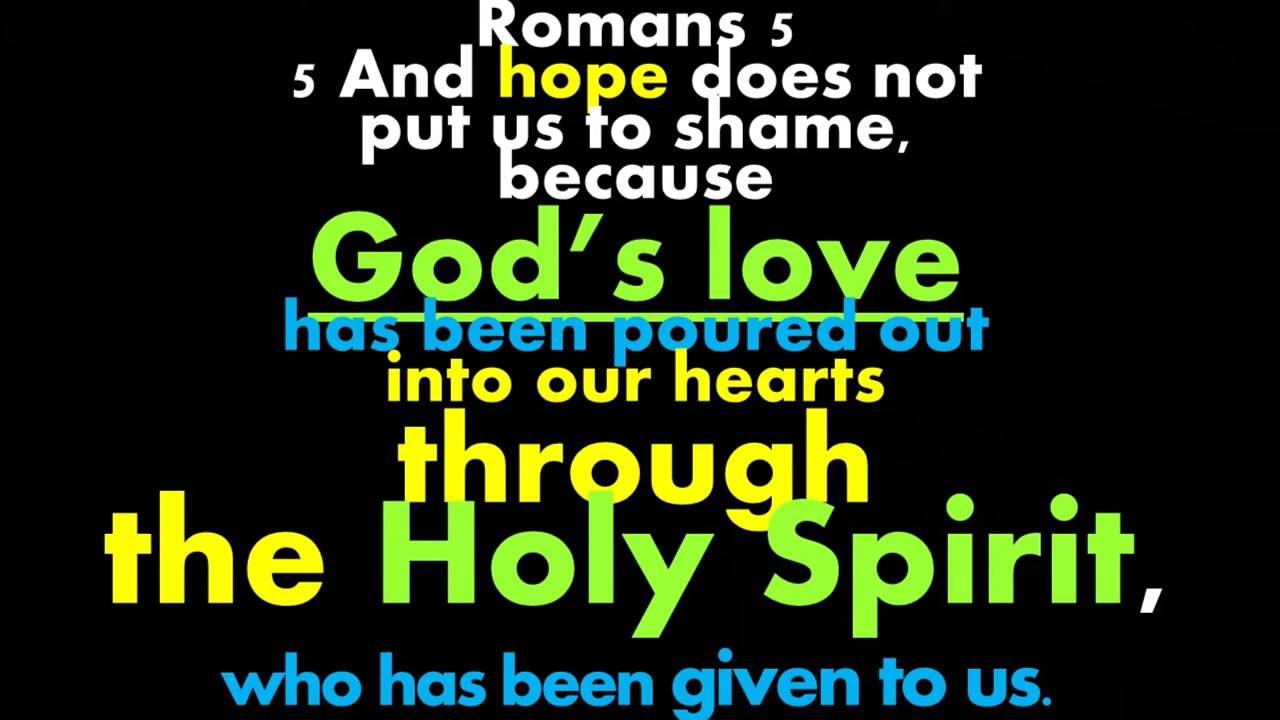 Romans 5
5 And hope does not
put us to shame,
because
God’s love
has been poured out
into our hearts
through
the Holy Spirit,
who has been given to us.